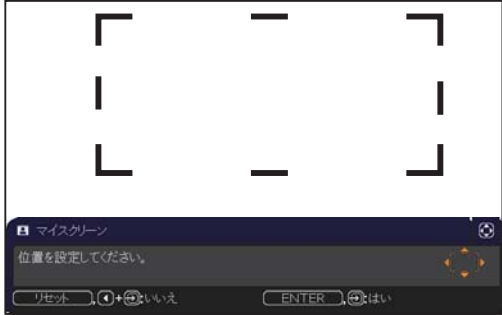 マイスクリーン
位置を設定してください。
リセット ,+:いいえ ENTER ,:はい